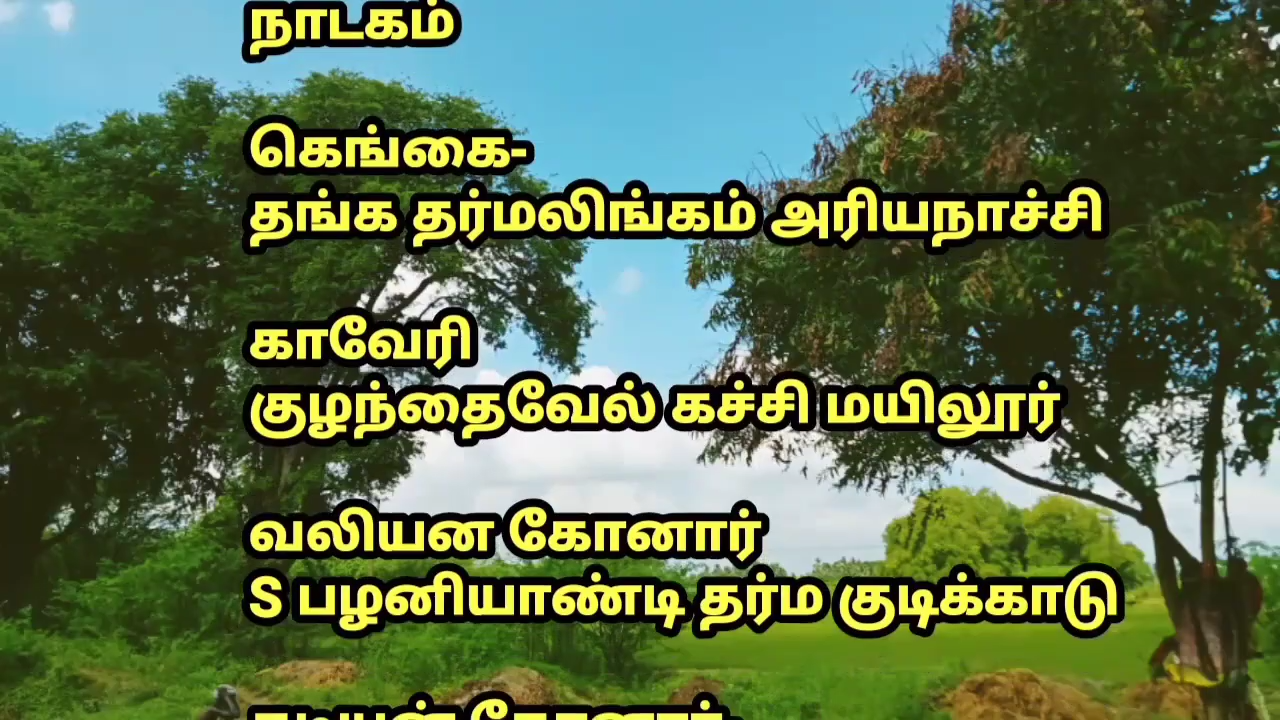 நாடகம்
கெங்கை-
தங்க தர்மலிங்கம் அரியநாச்சி
காவேரி
குழந்தைவேல் கச்சி மயிலூர்
வலியன கோனார்
S பழனியாண்டி தர்ம குடிக்காடு
கோனார்